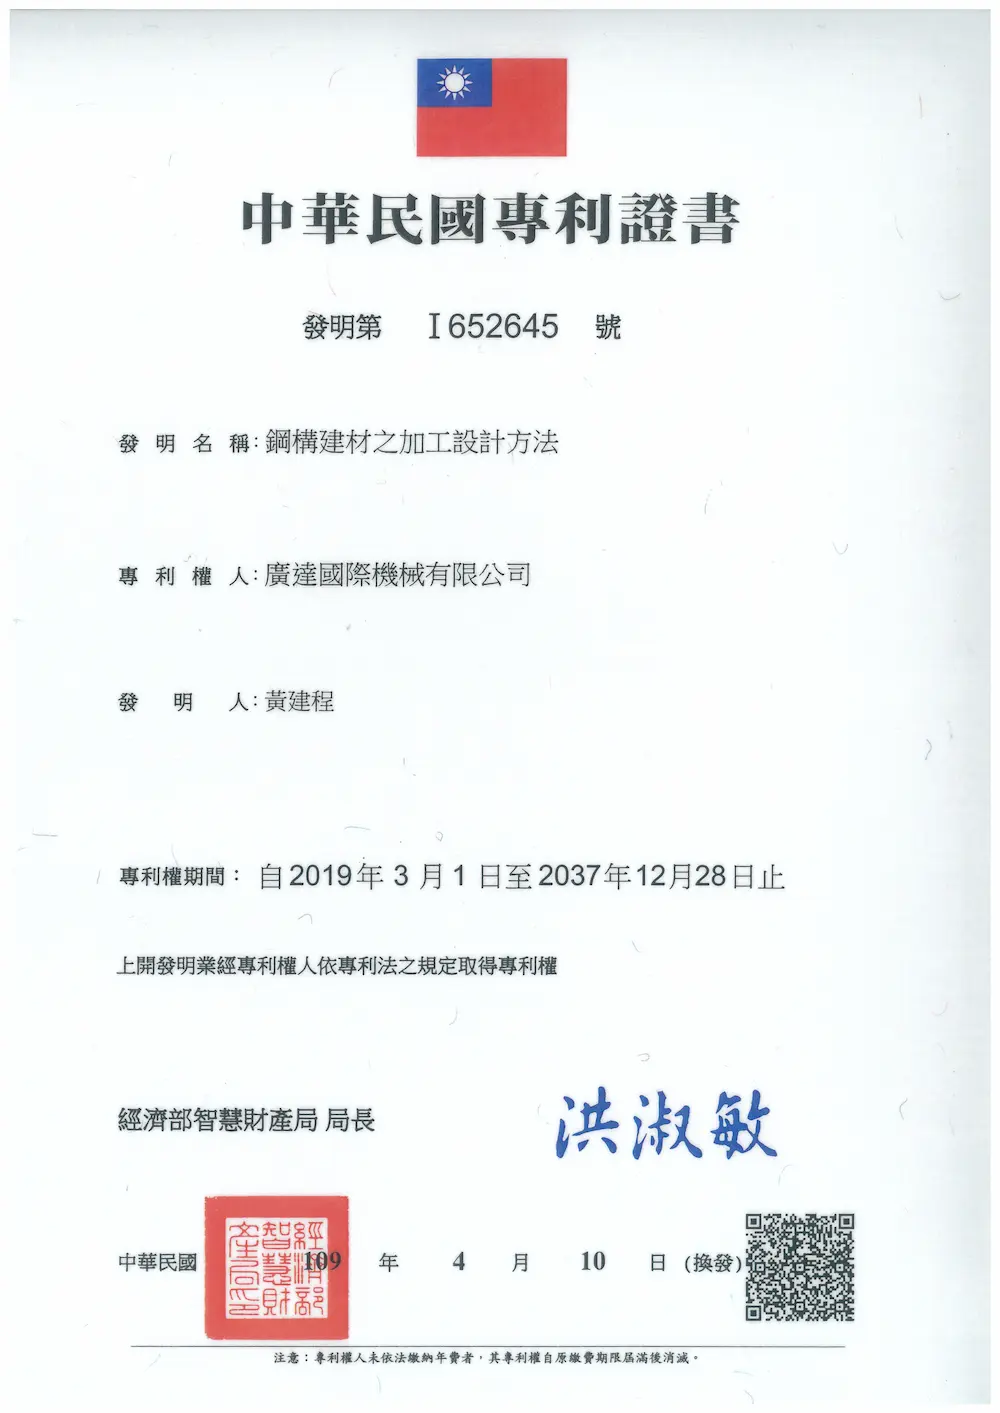 中華民國專利證書
發明第 I652645 號
發明名稱：鋼構建材之加工設計方法
專利權人：廣達國際機械有限公司
發明人：黃建程
專利權期間： 自2019年 3 月 1 日至 2037年12月28日止
上開發明業經專利權人依專利法之規定取得專利權
經濟部智慧財產局 局長 洪淑敏
經濟部智慧財產局印
中華民國 109 年 4 月 10 日 (換發)
注意：專利權人未依法繳納年費者，其專利權自原繳費期限屆滿後消滅。